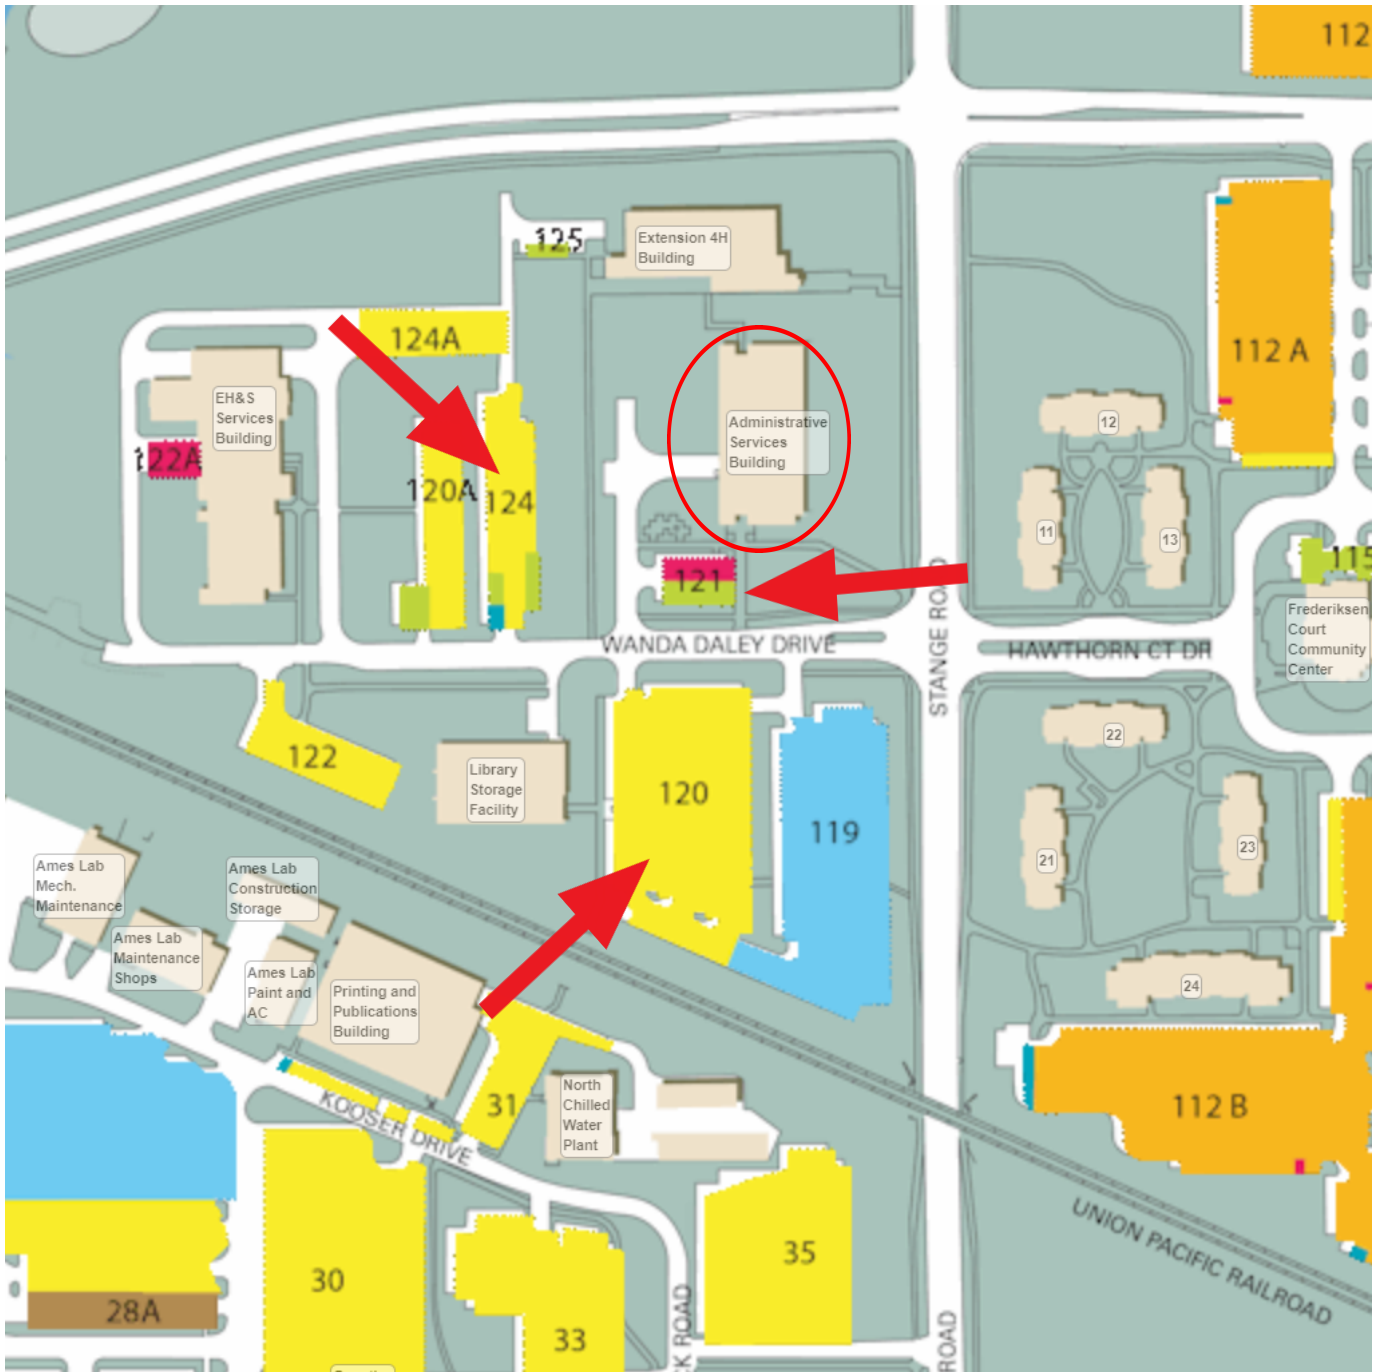 112
125
Extension 4H
Building
124A
112 A
EH&S
Services
Building
Administrative
Services
Building
12
122A
120A
124
11
13
115
121
Frederiksen
Court
Community
Center
WANDA DALEY DRIVE
STANGE ROAD
HAWTHORN CT DR
122
Library
Storage
Facility
120
119
22
21
23
Ames Lab
Mech.
Maintenance
Ames Lab
Construction
Storage
Ames Lab
Maintenance
Shops
Ames Lab
Paint and
AC
Printing and
Publications
Building
24
31
North
Chilled
Water
Plant
112 B
KOOSER DRIVE
UNION PACIFIC RAILROAD
30
35
28A
33
ROAD
ROAD